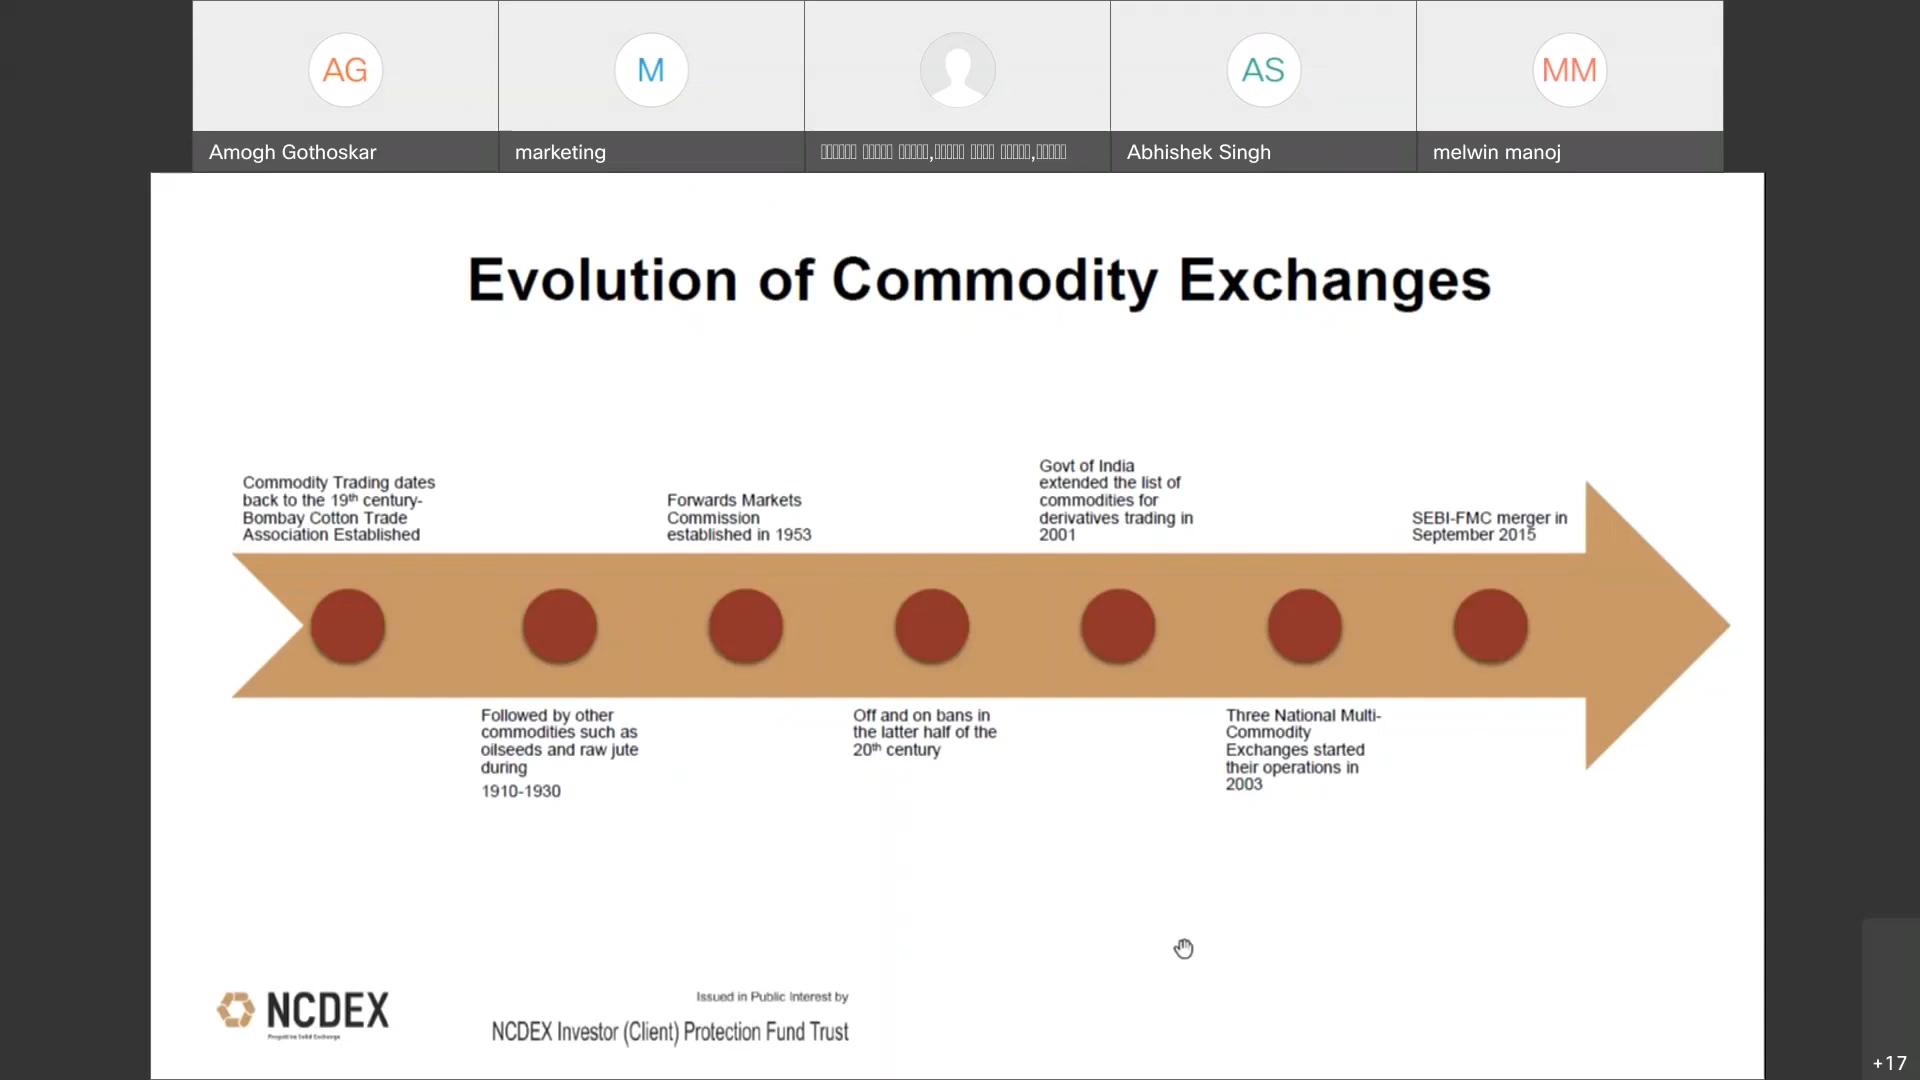 AG
M
AS
MM
Amogh Gothoskar
marketing
Abhishek Singh
melwin manoj
Evolution of Commodity Exchanges
Commodity Trading dates
back to the 19th century-
Bombay Cotton Trade
Association Established
Followed by other
commodities such as
oilseeds and raw jute
during
1910-1930
Forwards Markets
Commission
established in 1953
Off and on bans in
the latter half of the
20th century
Govt of India
extended the list of
commodities for
derivatives trading in
2001
Three National Multi-
Commodity
Exchanges started
their operations in
2003
SEBI-FMC merger in
September 2015
NCDEX
Issued in Public Interest by
NCDEX Investor (Client) Protection Fund Trust
+17